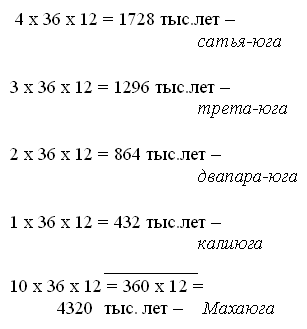 4 х 36 х 12 = 1728 тыс.лет –
сатья-юга
3 х 36 х 12 = 1296 тыс.лет –
трета-юга
2 х 36 х 12 = 864 тыс.лет –
двапара-юга
1 х 36 х 12 = 432 тыс.лет –
калиюга
10 х 36 х 12 = 360 х 12 =
4320 тыс. лет – Махаюга